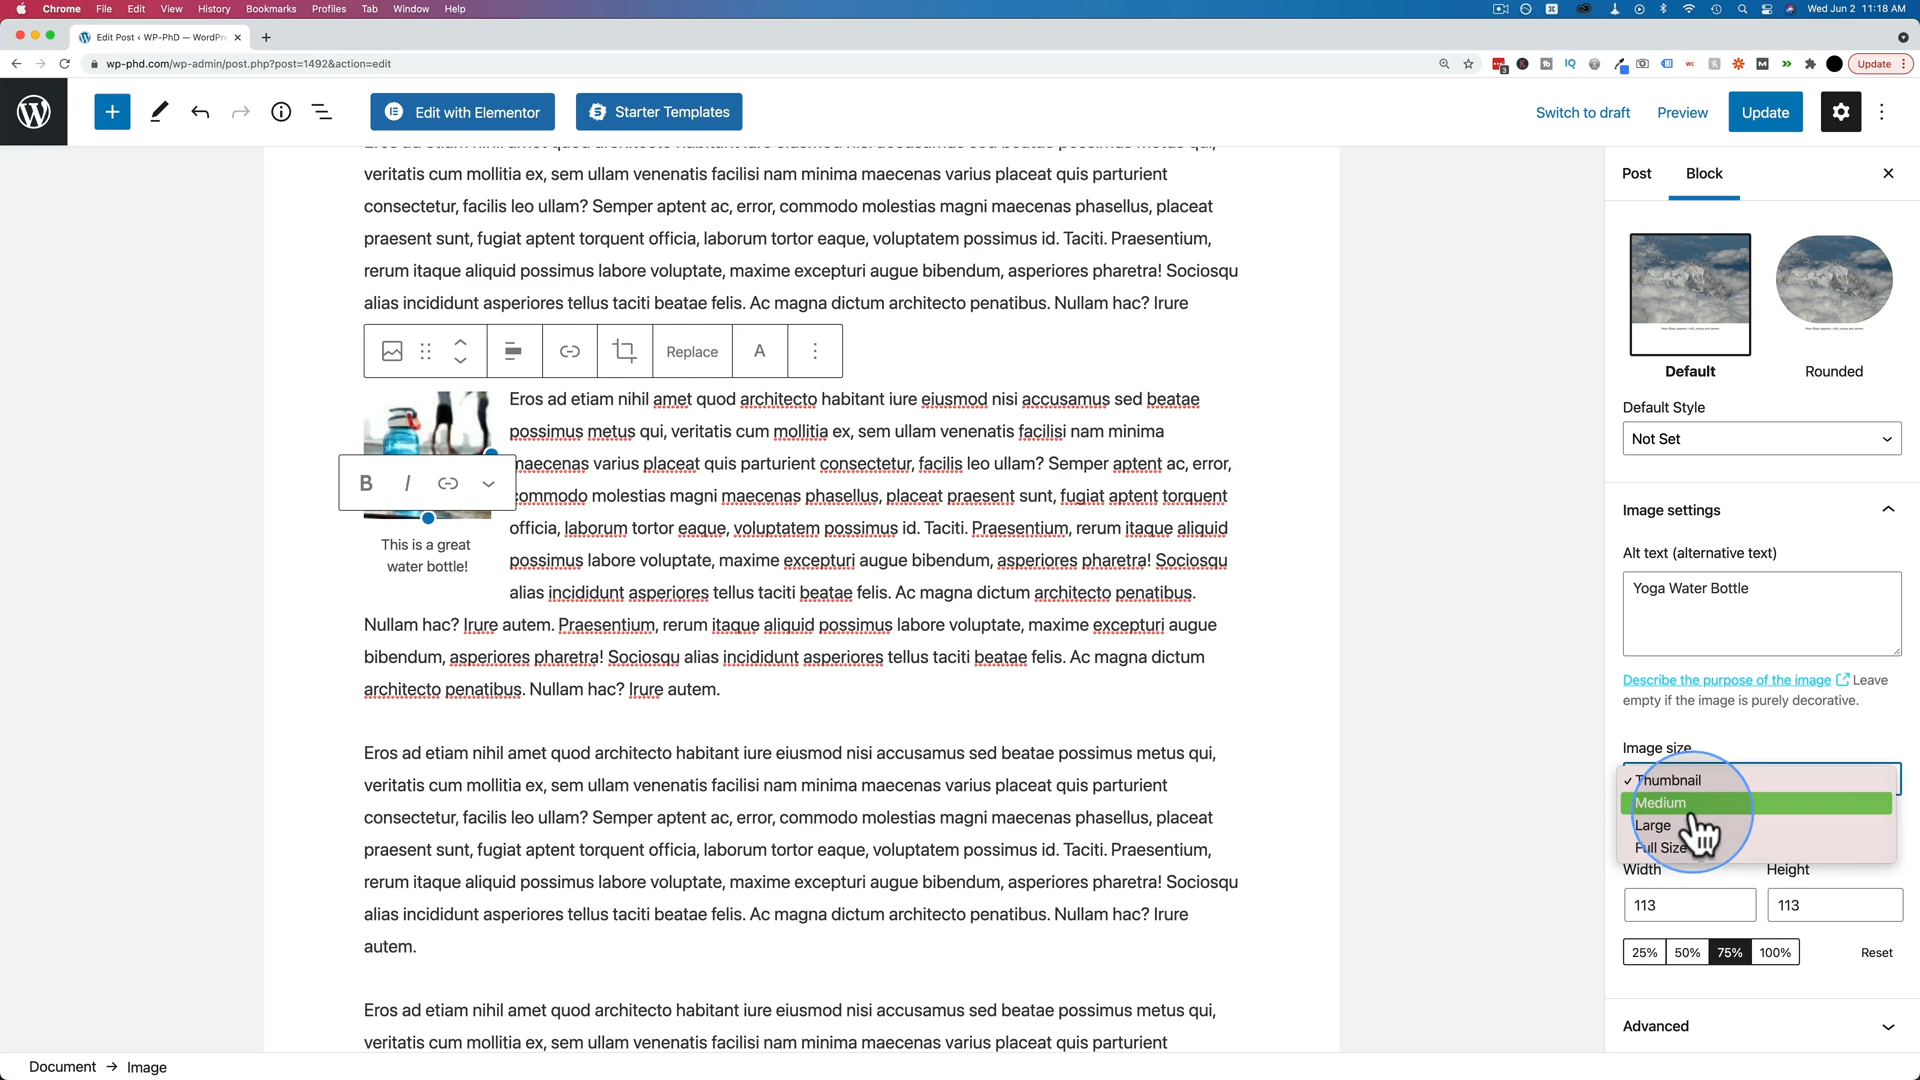 Chrome File Edit View History Bookmarks Profiles Tab Window Help
Wed Jun 2 11:18 AM
Edit Post ‹ WP-PhD — WordPr
wp-phd.com/wp-admin/post.php?post=1492&action=edit
Update
Edit with Elementor
Starter Templates
Switch to draft
Preview
Update
veritatis cum mollitia ex, sem ullam venenatis facilisi nam minima maecenas varius placeat quis parturient
consectetur, facilis leo ullam? Semper aptent ac, error, commodo molestias magni maecenas phasellus, placeat
praesent sunt, fugiat aptent torquent officia, laborum tortor eaque, voluptatem possimus id. Taciti. Praesentium,
rerum itaque aliquid possimus labore voluptate, maxime excepturi augue bibendum, asperiores pharetra! Sociosqu
alias incididunt asperiores tellus taciti beatae felis. Ac magna dictum architecto penatibus. Nullam hac? Irure
Replace
A
Eros ad etiam nihil amet quod architecto habitant iure eiusmod nisi accusamus sed beatae
possimus metus qui, veritatis cum mollitia ex, sem ullam venenatis facilisi nam minima
maecenas varius placeat quis parturient consectetur, facilis leo ullam? Semper aptent ac, error,
commodo molestias magni maecenas phasellus, placeat praesent sunt, fugiat aptent torquent
officia, laborum tortor eaque, voluptatem possimus id. Taciti. Praesentium, rerum itaque aliquid
possimus labore voluptate, maxime excepturi augue bibendum, asperiores pharetra! Sociosqu
alias incididunt asperiores tellus taciti beatae felis. Ac magna dictum architecto penatibus.
B I
This is a great
water bottle!
Nullam hac? Irure autem. Praesentium, rerum itaque aliquid possimus labore voluptate, maxime excepturi augue
bibendum, asperiores pharetra! Sociosqu alias incididunt asperiores tellus taciti beatae felis. Ac magna dictum
architecto penatibus. Nullam hac? Irure autem.
Eros ad etiam nihil amet quod architecto habitant iure eiusmod nisi accusamus sed beatae possimus metus qui,
veritatis cum mollitia ex, sem ullam venenatis facilisi nam minima maecenas varius placeat quis parturient
consectetur, facilis leo ullam? Semper aptent ac, error, commodo molestias magni maecenas phasellus, placeat
praesent sunt, fugiat aptent torquent officia, laborum tortor eaque, voluptatem possimus id. Taciti. Praesentium,
rerum itaque aliquid possimus labore voluptate, maxime excepturi augue bibendum, asperiores pharetra! Sociosqu
alias incididunt asperiores tellus taciti beatae felis. Ac magna dictum architecto penatibus. Nullam hac? Irure
autem.
Eros ad etiam nihil amet quod architecto habitant iure eiusmod nisi accusamus sed beatae possimus metus qui,
veritatis cum mollitia ex, sem ullam venenatis facilisi nam minima maecenas varius placeat quis parturient
Post
Block
Default
Rounded
Default Style
Not Set
Image settings
Alt text (alternative text)
Yoga Water Bottle
Describe the purpose of the image Leave
empty if the image is purely decorative.
Image size
Thumbnail
Medium
Large
Full Size
Width
Height
113
113
25% 50% 75% 100%
Reset
Advanced
Document → Image